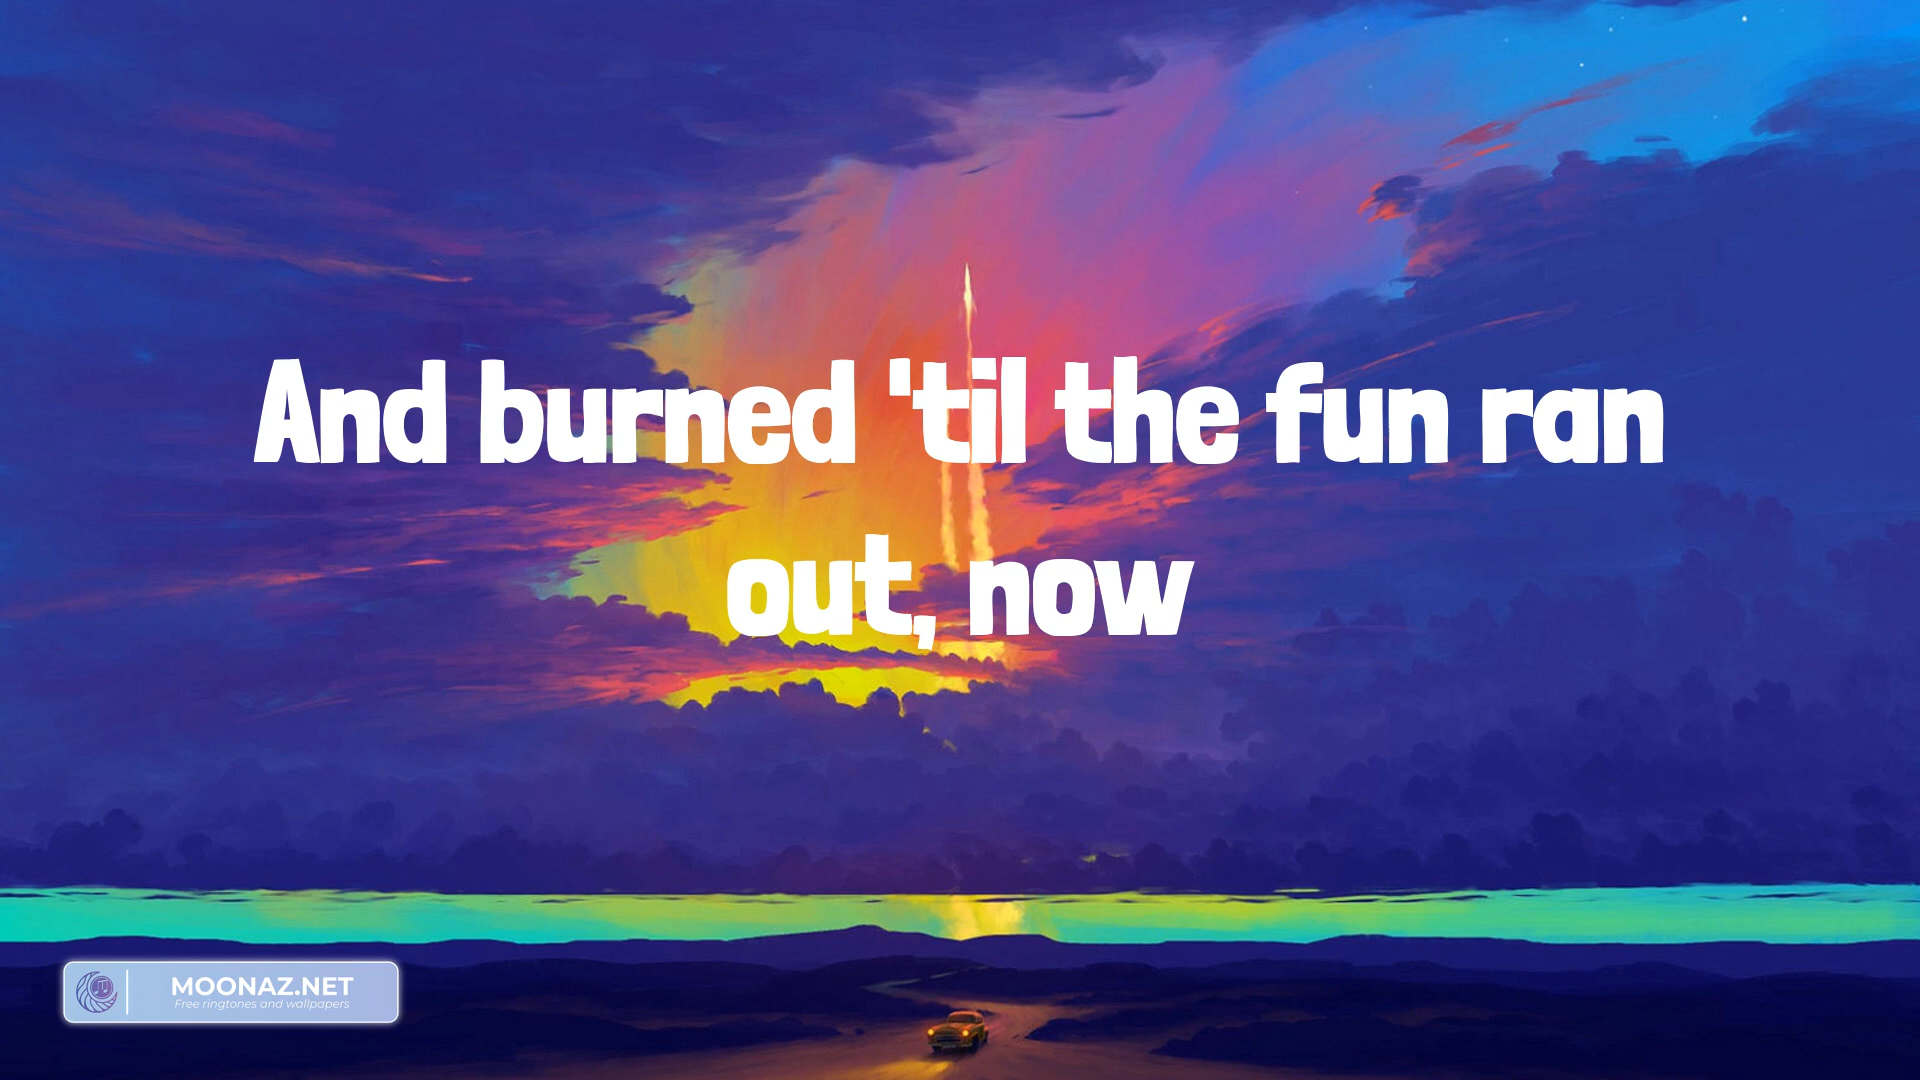 And burned 'til the fun ran
out, now
MOONAZ.NET
Free ringtones and wallpapers